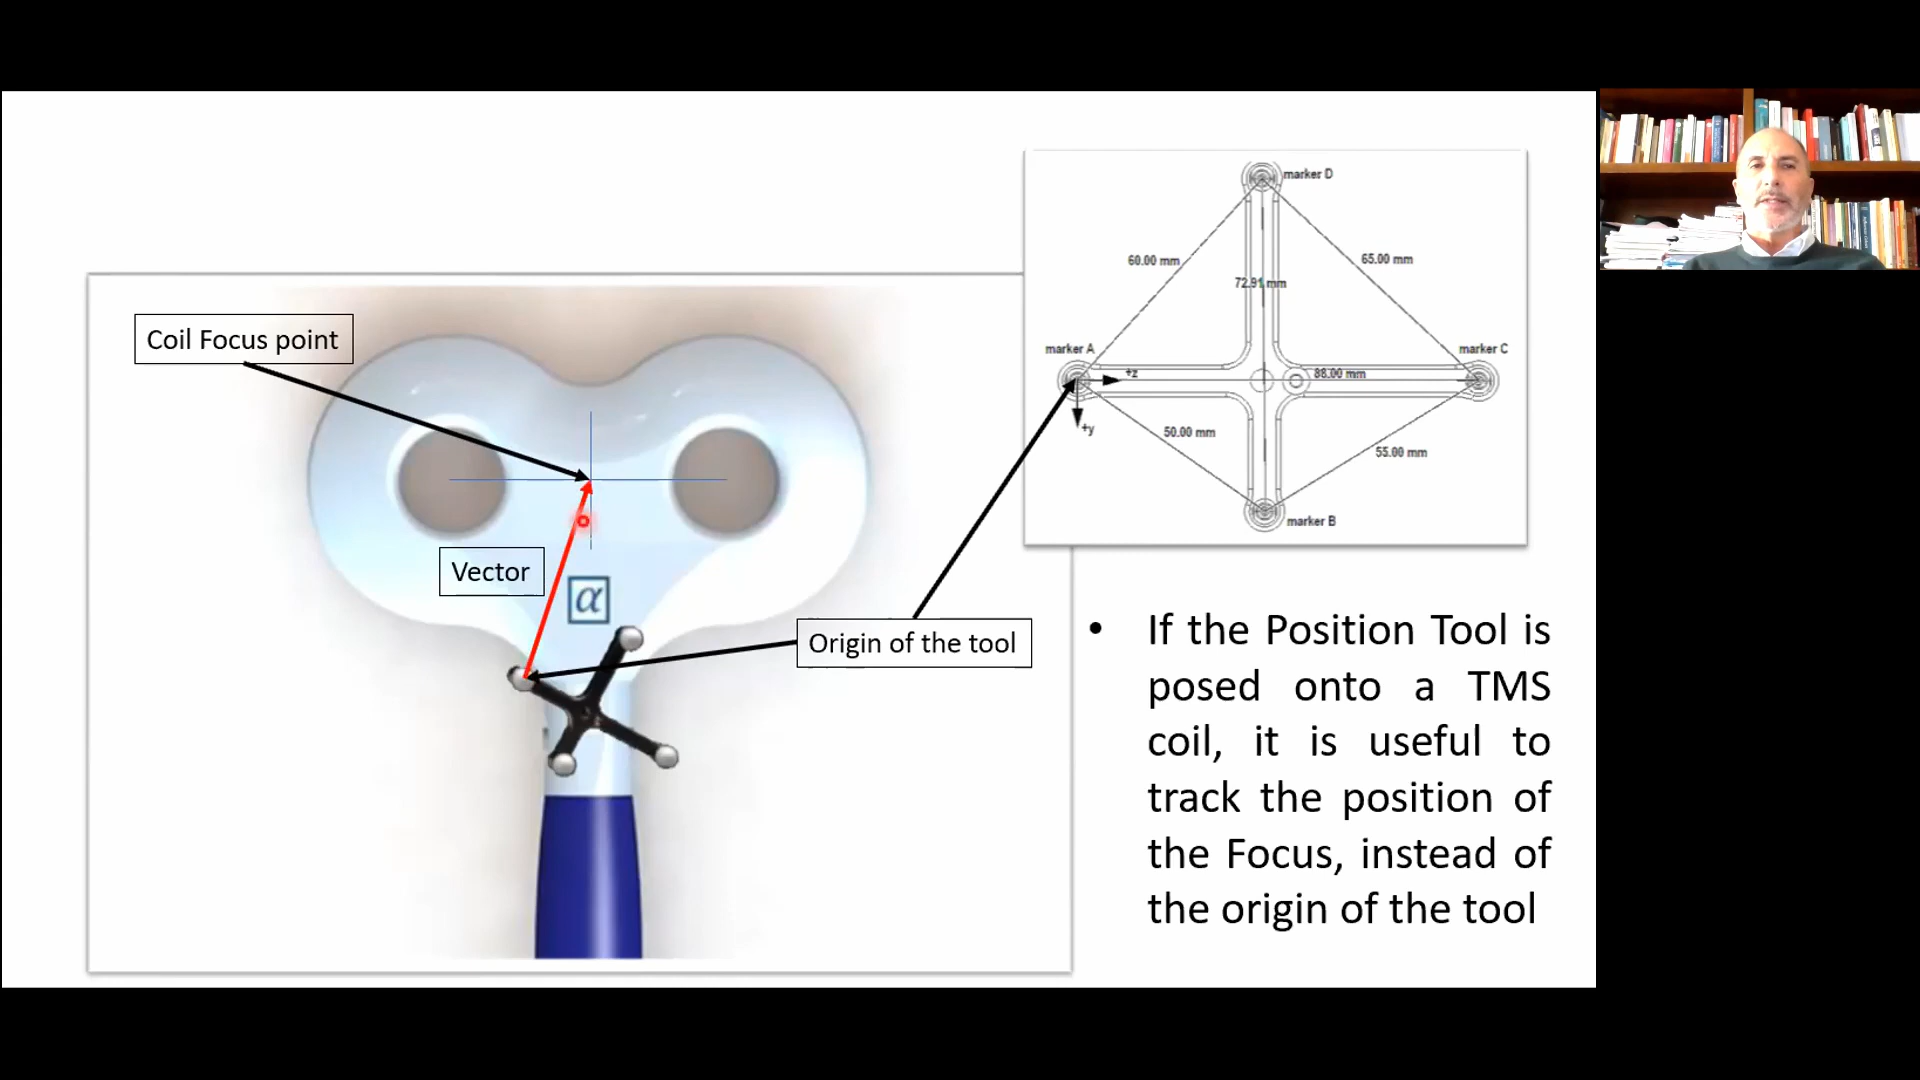 Coil Focus point
Vector
α
Origin of the tool
marker D
60.00 mm
65.00 mm
72.91 mm
marker A
marker C
+z
88.00 mm
+y
50.00 mm
55.00 mm
marker B
• If the Position Tool is
posed onto a TMS
coil, it is useful to
track the position of
the Focus, instead of
the origin of the tool